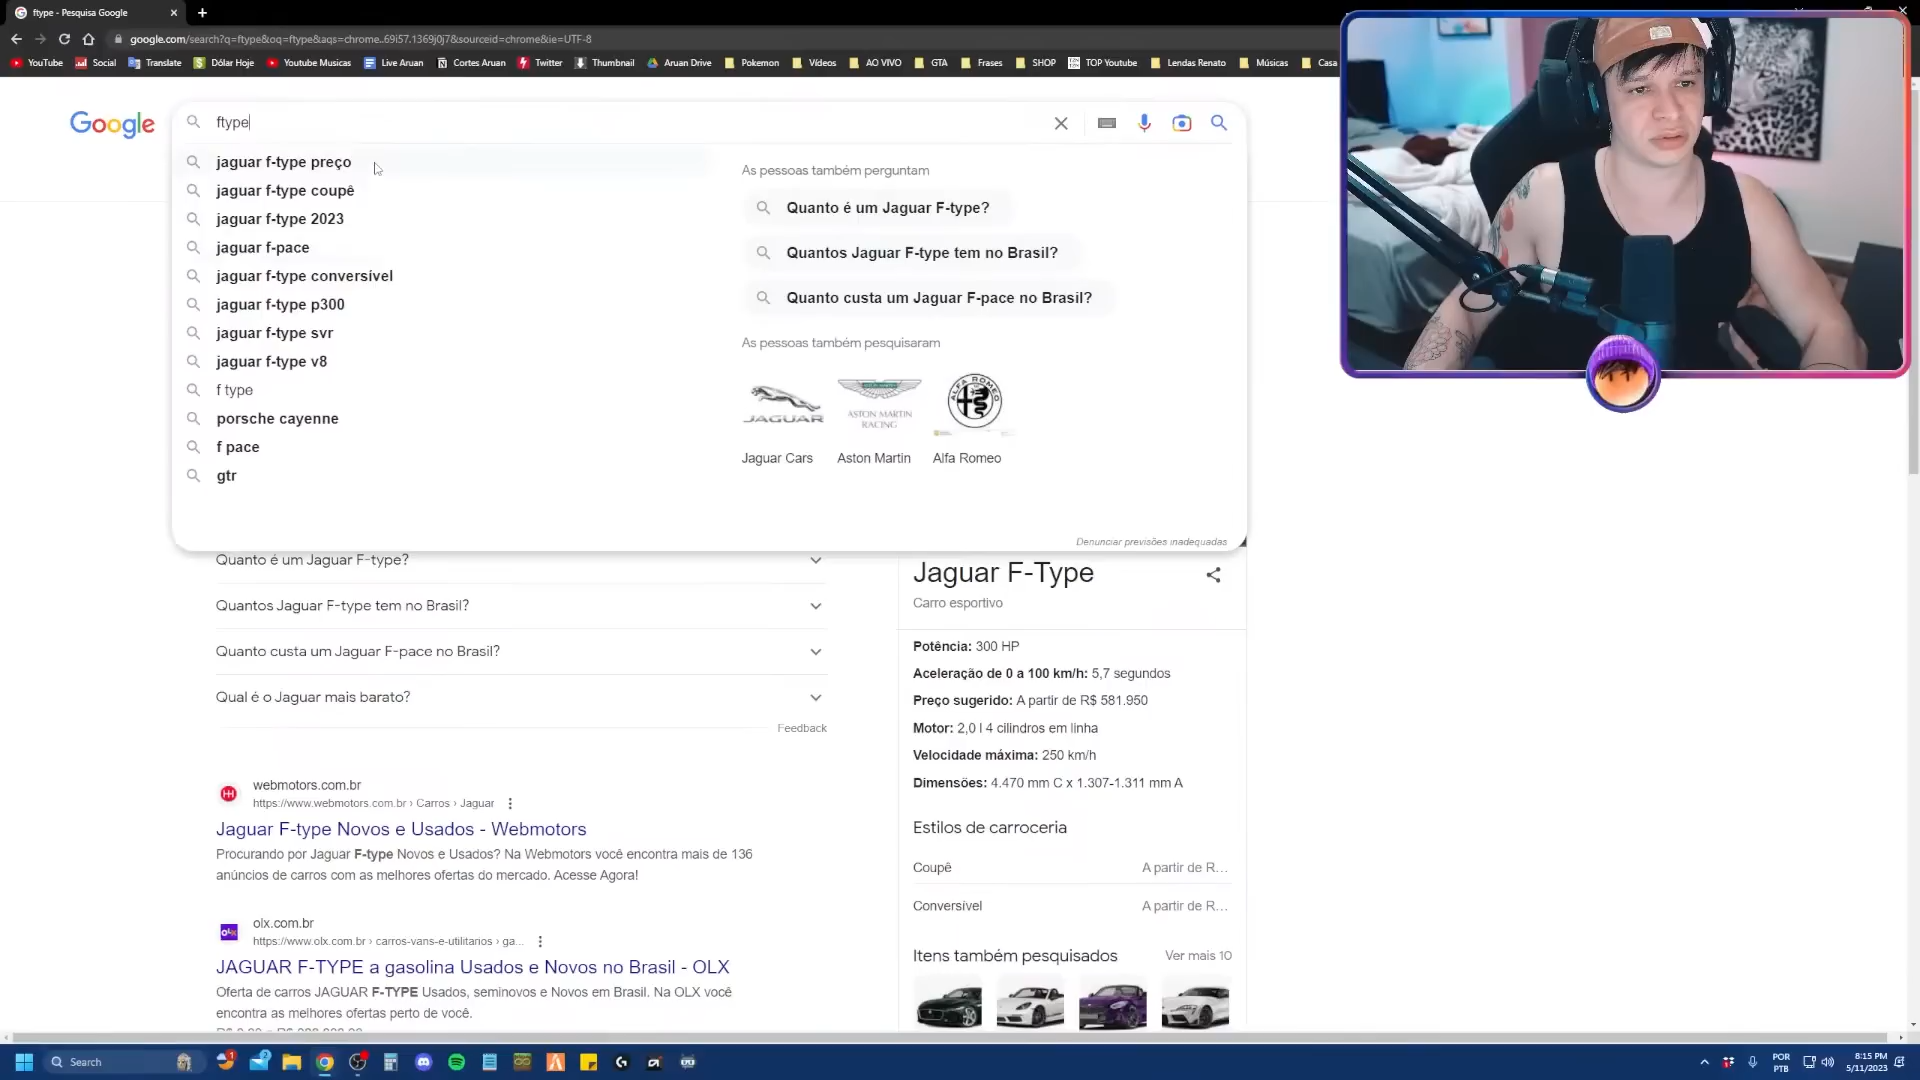 ftype - Pesquisa Google
google.com/search?q=ftype&oq=ftype&aqs=chrome..69i57.1369j0j7&sourceid=chrome&ie=UTF-8
YouTube Social Translate Dólar Hoje Youtube Musicas Live Aruan Cortes Aruan Twitter Thumbnail Aruan Drive Pokemon Vídeos AO VIVO GTA Frases SHOP TOP Youtube Lendas Renato Músicas Casa
Google
ftype
jaguar f-type preço
jaguar f-type coupê
jaguar f-type 2023
jaguar f-pace
jaguar f-type conversível
jaguar f-type p300
jaguar f-type svr
jaguar f-type v8
f type
porsche cayenne
f pace
gtr
As pessoas também perguntam
Quanto é um Jaguar F-type?
Quantos Jaguar F-type tem no Brasil?
Quanto custa um Jaguar F-pace no Brasil?
As pessoas também pesquisaram
JAGUAR
ASTON MARTIN
RACING
ALFA ROMEO
Jaguar Cars
Aston Martin
Alfa Romeo
Denunciar previsões inadequadas
Quanto é um Jaguar F-type?
Quantos Jaguar F-type tem no Brasil?
Quanto custa um Jaguar F-pace no Brasil?
Qual é o Jaguar mais barato?
Feedback
webmotors.com.br
https://www.webmotors.com.br › Carros › Jaguar
Jaguar F-type Novos e Usados - Webmotors
Procurando por Jaguar F-type Novos e Usados? Na Webmotors você encontra mais de 136
anúncios de carros com as melhores ofertas do mercado. Acesse Agora!
olx
olx.com.br
https://www.olx.com.br › carros-vans-e-utilitarios › ga...
JAGUAR F-TYPE a gasolina Usados e Novos no Brasil - OLX
Oferta de carros JAGUAR F-TYPE Usados, seminovos e Novos em Brasil. Na OLX você
encontra as melhores ofertas perto de você.
Jaguar F-Type
Carro esportivo
Potência: 300 HP
Aceleração de 0 a 100 km/h: 5,7 segundos
Preço sugerido: A partir de R$ 581.950
Motor: 2,0 l 4 cilindros em linha
Velocidade máxima: 250 km/h
Dimensões: 4.470 mm C x 1.307-1.311 mm A
Estilos de carroceria
Coupê A partir de R...
Conversível A partir de R...
Itens também pesquisados Ver mais 10
Search
POR
PTB
8:15 PM
5/11/2023